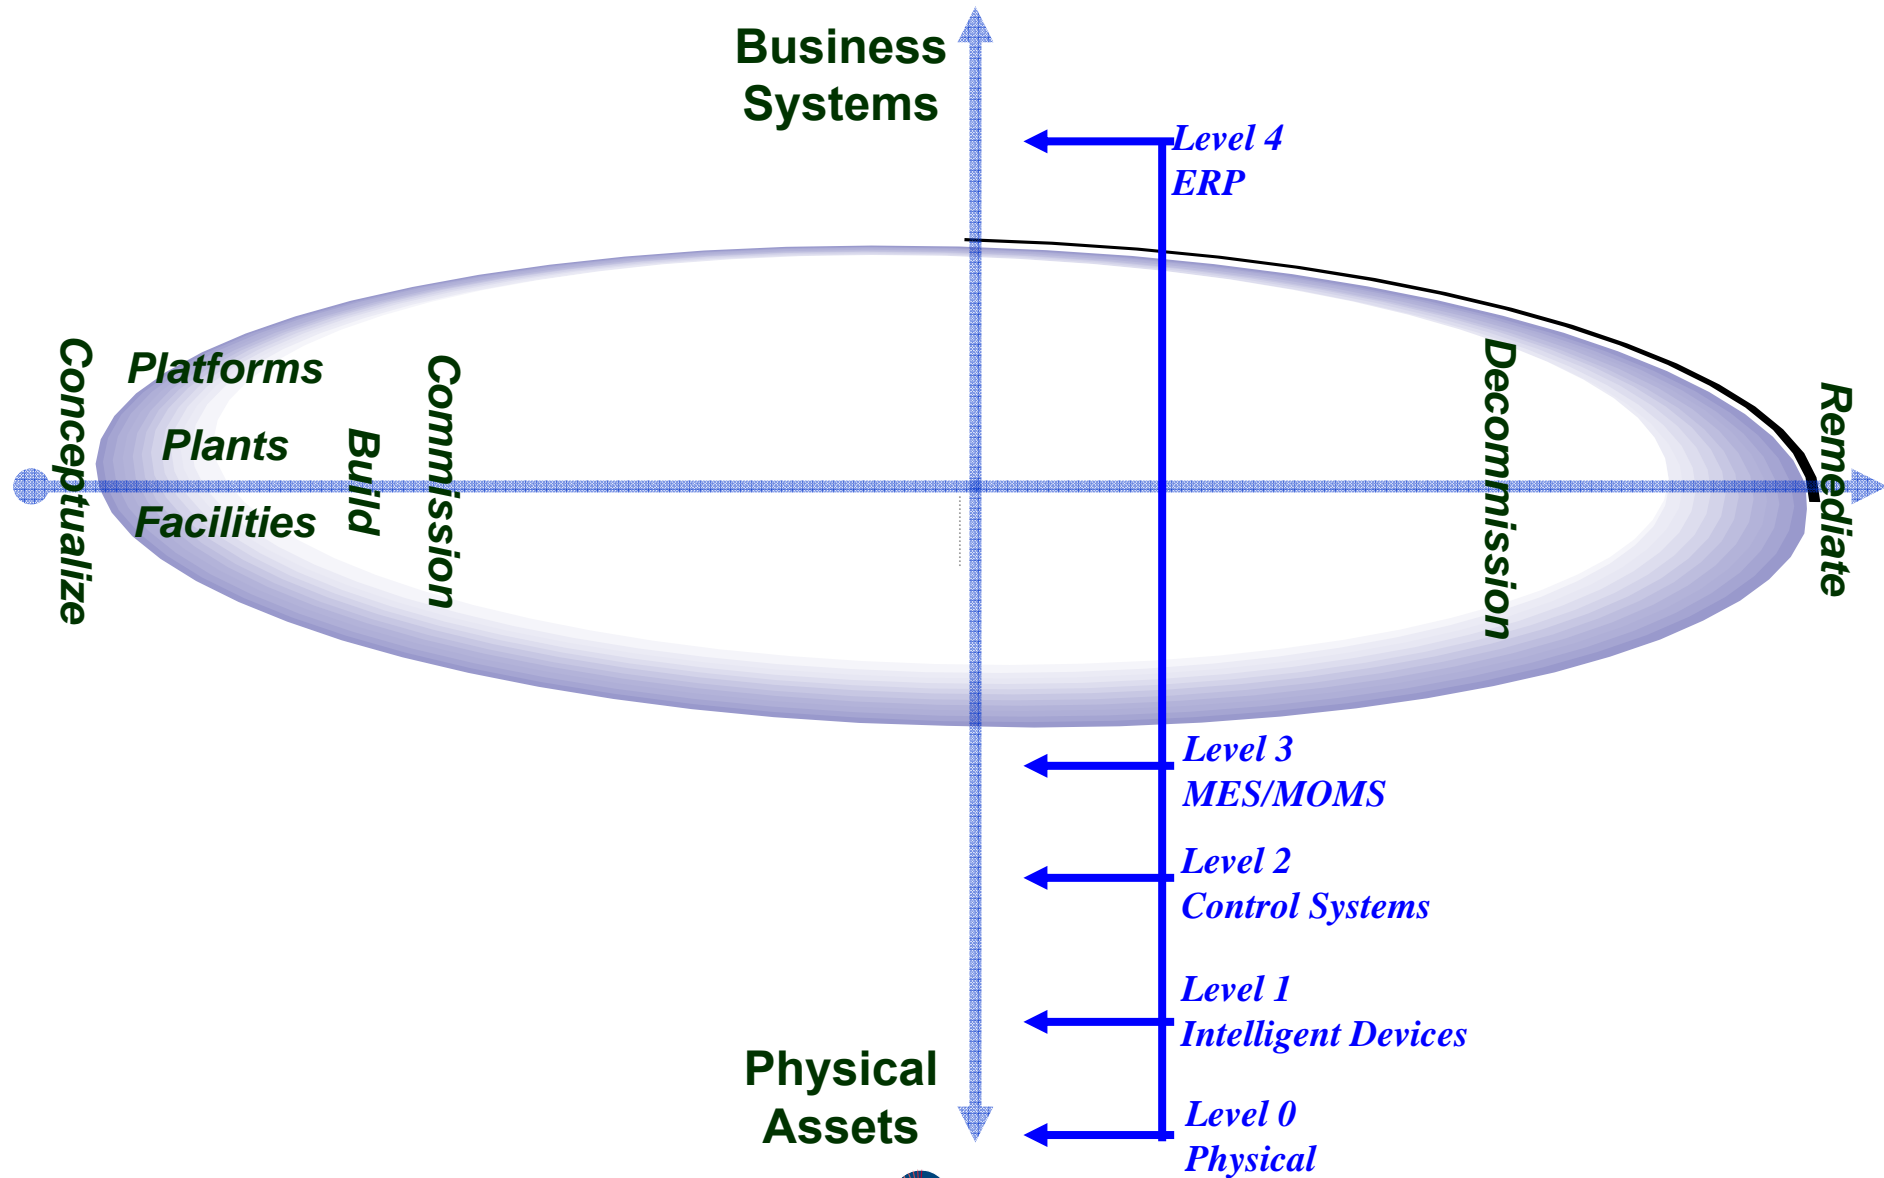 Business
Systems
Level 4
ERP
Conceptualize
Platforms
Plants
Facilities
Build
Commission
Decommission
Remediate
Level 3
MES/MOMS
Level 2
Control Systems
Level 1
Intelligent Devices
Physical
Assets
Level 0
Physical